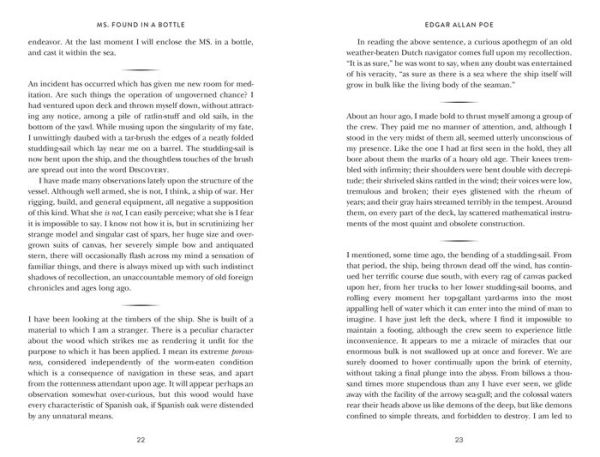 MS. FOUND IN A BOTTLE
endeavor. At the last moment I will enclose the MS. in a bottle,
and cast it within the sea.
An incident has occurred which has given me new room for med-
itation. Are such things the operation of ungoverned chance? I
had ventured upon deck and thrown myself down, without attract-
ing any notice, among a pile of ratlin-stuff and old sails, in the
bottom of the yawl. While musing upon the singularity of my fate,
I unwittingly daubed with a tar-brush the edges of a neatly folded
studding-sail which lay near me on a barrel. The studding-sail is
now bent upon the ship, and the thoughtless touches of the brush
are spread out into the word DISCOVERY.
I have made many observations lately upon the structure of the
vessel. Although well armed, she is not, I think, a ship of war. Her
rigging, build, and general equipment, all negative a supposition
of this kind. What she is not, I can easily perceive; what she is I fear
it is impossible to say. I know not how it is, but in scrutinizing her
strange model and singular cast of spars, her huge size and over-
grown suits of canvas, her severely simple bow and antiquated
stern, there will occasionally flash across my mind a sensation of
familiar things, and there is always mixed up with such indistinct
shadows of recollection, an unaccountable memory of old foreign
chronicles and ages long ago.
I have been looking at the timbers of the ship. She is built of a
material to which I am a stranger. There is a peculiar character
about the wood which strikes me as rendering it unfit for the
purpose to which it has been applied. I mean its extreme porous-
ness, considered independently of the worm-eaten condition
which is a consequence of navigation in these seas, and apart
from the rottenness attendant upon age. It will appear perhaps an
observation somewhat over-curious, but this wood would have
every characteristic of Spanish oak, if Spanish oak were distended
by any unnatural means.
22
EDGAR ALLAN POE
In reading the above sentence, a curious apothegm of an old
weather-beaten Dutch navigator comes full upon my recollection.
“It is as sure,” he was wont to say, when any doubt was entertained
of his veracity, “as sure as there is a sea where the ship itself will
grow in bulk like the living body of the seaman.”
About an hour ago, I made bold to thrust myself among a group of
the crew. They paid me no manner of attention, and, although I
stood in the very midst of them all, seemed utterly unconscious of
my presence. Like the one I had at first seen in the hold, they all
bore about them the marks of a hoary old age. Their knees trem-
bled with infirmity; their shoulders were bent double with decrepi-
tude; their shriveled skins rattled in the wind; their voices were low,
tremulous and broken; their eyes glistened with the rheum of
years; and their gray hairs streamed terribly in the tempest. Around
them, on every part of the deck, lay scattered mathematical instru-
ments of the most quaint and obsolete construction.
I mentioned, some time ago, the bending of a studding-sail. From
that period, the ship, being thrown dead off the wind, has contin-
ued her terrific course due south, with every rag of canvas packed
upon her, from her trucks to her lower studding-sail booms, and
rolling every moment her top-gallant yard-arms into the most
appalling hell of water which it can enter into the mind of man to
imagine. I have just left the deck, where I find it impossible to
maintain a footing, although the crew seem to experience little
inconvenience. It appears to me a miracle of miracles that our
enormous bulk is not swallowed up at once and forever. We are
surely doomed to hover continually upon the brink of eternity,
without taking a final plunge into the abyss. From billows a thou-
sand times more stupendous than any I have ever seen, we glide
away with the facility of the arrowy sea-gull; and the colossal waters
rear their heads above us like demons of the deep, but like demons
confined to simple threats, and forbidden to destroy. I am led to
23